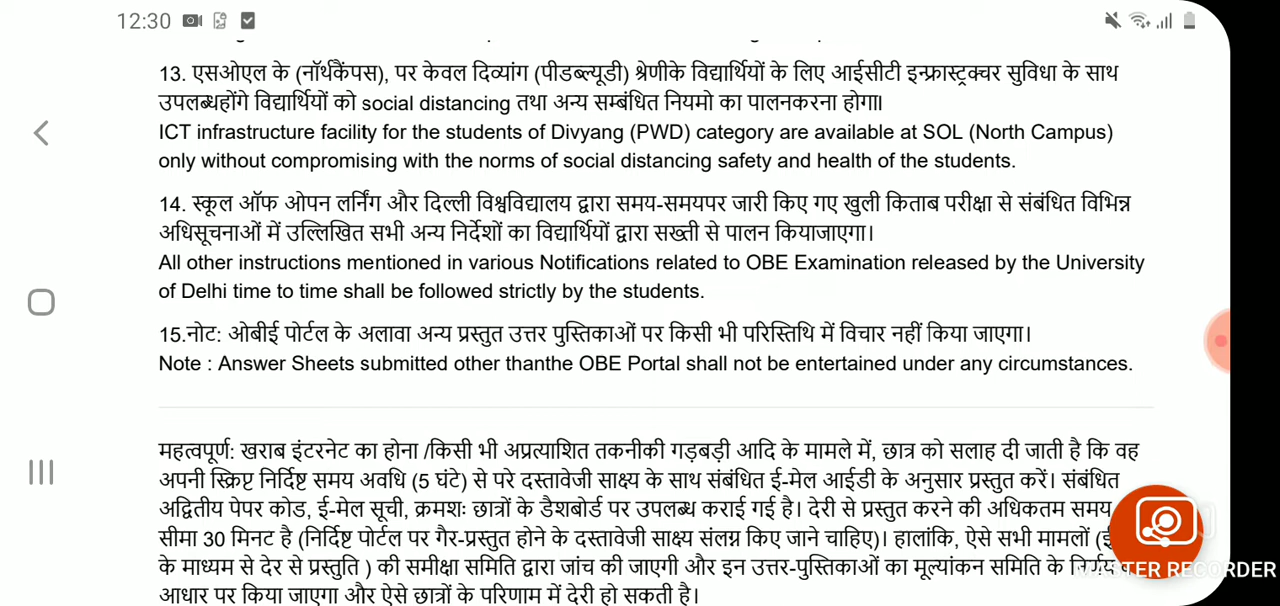 12:30
13. एसओएल के (नॉर्थकैंपस), पर केवल दिव्यांग (पीडब्ल्यूडी) श्रेणीके विद्यार्थियों के लिए आईसीटी इन्फ्रास्ट्रक्चर सुविधा के साथ
उपलब्धहोंगे विद्यार्थियों को social distancing तथा अन्य सम्बंधित नियमो का पालनकरना होगा।
ICT infrastructure facility for the students of Divyang (PWD) category are available at SOL (North Campus)
only without compromising with the norms of social distancing safety and health of the students.
14. स्कूल ऑफ ओपन लर्निंग और दिल्ली विश्वविद्यालय द्वारा समय-समयपर जारी किए गए खुली किताब परीक्षा से संबंधित विभिन्न
अधिसूचनाओं में उल्लिखित सभी अन्य निर्देशों का विद्यार्थियों द्वारा सख्ती से पालन कियाजाएगा।
All other instructions mentioned in various Notifications related to OBE Examination released by the University
of Delhi time to time shall be followed strictly by the students.
15.नोट: ओबीई पोर्टल के अलावा अन्य प्रस्तुत उत्तर पुस्तिकाओं पर किसी भी परिस्तिथि में विचार नहीं किया जाएगा।
Note : Answer Sheets submitted other thanthe OBE Portal shall not be entertained under any circumstances.
महत्वपूर्ण: खराब इंटरनेट का होना /किसी भी अप्रत्याशित तकनीकी गड़बड़ी आदि के मामले में, छात्र को सलाह दी जाती है कि वह
अपनी स्क्रिप्ट निर्दिष्ट समय अवधि (5 घंटे) से परे दस्तावेजी साक्ष्य के साथ संबंधित ई-मेल आईडी के अनुसार प्रस्तुत करें। संबंधित
अद्वितीय पेपर कोड, ई-मेल सूची, क्रमशः छात्रों के डैशबोर्ड पर उपलब्ध कराई गई है। देरी से प्रस्तुत करने की अधिकतम समय
सीमा 30 मिनट है (निर्दिष्ट पोर्टल पर गैर-प्रस्तुत होने के दस्तावेजी साक्ष्य संलग्न किए जाने चाहिए)। हालांकि, ऐसे सभी मामलों
के माध्यम से देर से प्रस्तुति ) की समीक्षा समिति द्वारा जांच की जाएगी और इन उत्तर-पुस्तिकाओं का मूल्यांकन समिति के
MASTER RECORDER
आधार पर किया जाएगा और ऐसे छात्रों के परिणाम में देरी हो सकती है।